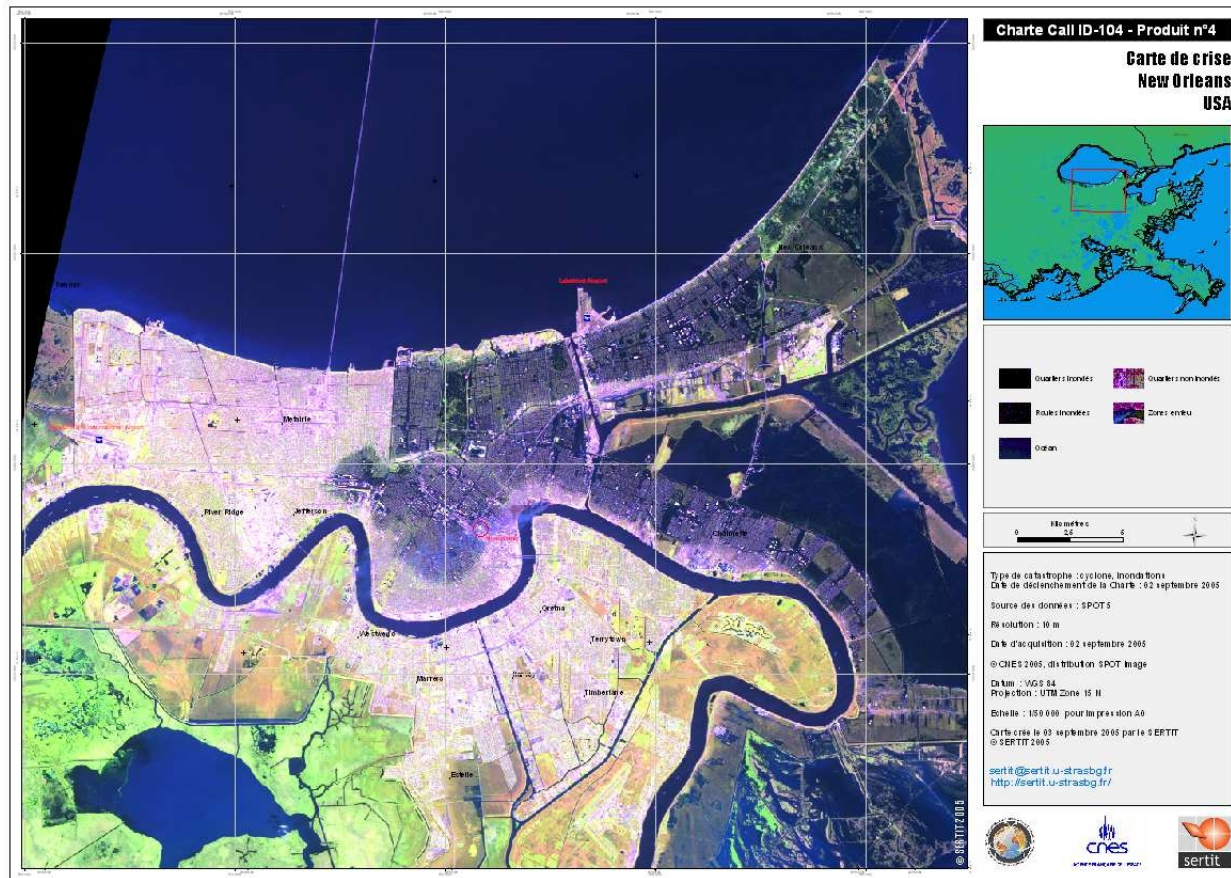 Charte Call ID-104 - Produit n°4
Carte de crise
New Orleans
USA
Quartiers inondés
Quartiers non inondés
Routes inondées
Zones en feu
Océan
Kilomètres
0 2,5 5
Type de catastrophe : cyclone, inondations
Date de déclenchement de la Charte : 02 septembre 2005
Source des données : SPOT 5
Résolution : 10 m
Date d'acquisition : 02 septembre 2005
© CNES 2005, distribution SPOT Image
Datum : WGS 84
Projection : UTM Zone 15 N
Echelle : 1/50 000 pour impression A0
Carte crée le 03 septembre 2005 par le SERTIT
© SERTIT 2005
sertit@sertit.u-strasbg.fr
http://sertit.u-strasbg.fr/
cnes
sertit
New Orleans
Lakefront Airport
Metairie
River Ridge
Jefferson
Chalmette
Westwego
Gretna
Terrytown
Marrero
Timberlane
Estelle
© SERTIT 2005